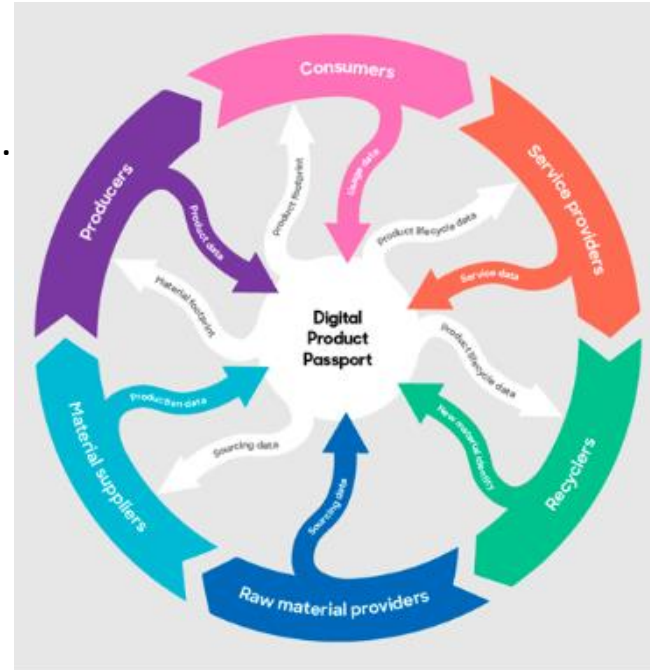 Consumers
Service providers
Recyclers
Raw material providers
Material suppliers
Producers
Product footprint
Usage data
Product lifecycle data
Service data
Product lifecycle data
New material identity
Sourcing data
Sourcing data
Production data
Material footprint
Product data
Digital
Product
Passport